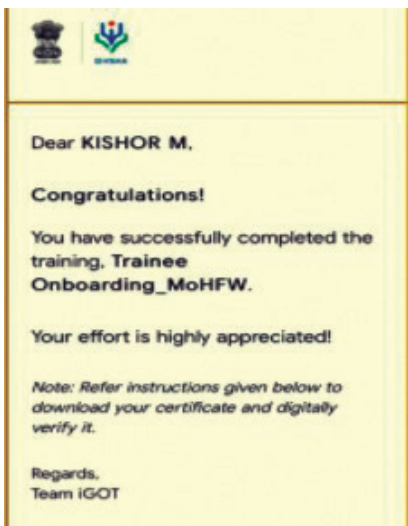 Dear KISHOR M,
Congratulations!
You have successfully completed the
training, Trainee
Onboarding_MoHFW.
Your effort is highly appreciated!
Note: Refer instructions given below to
download your certificate and digitally
verify it.
Regards,
Team iGOT